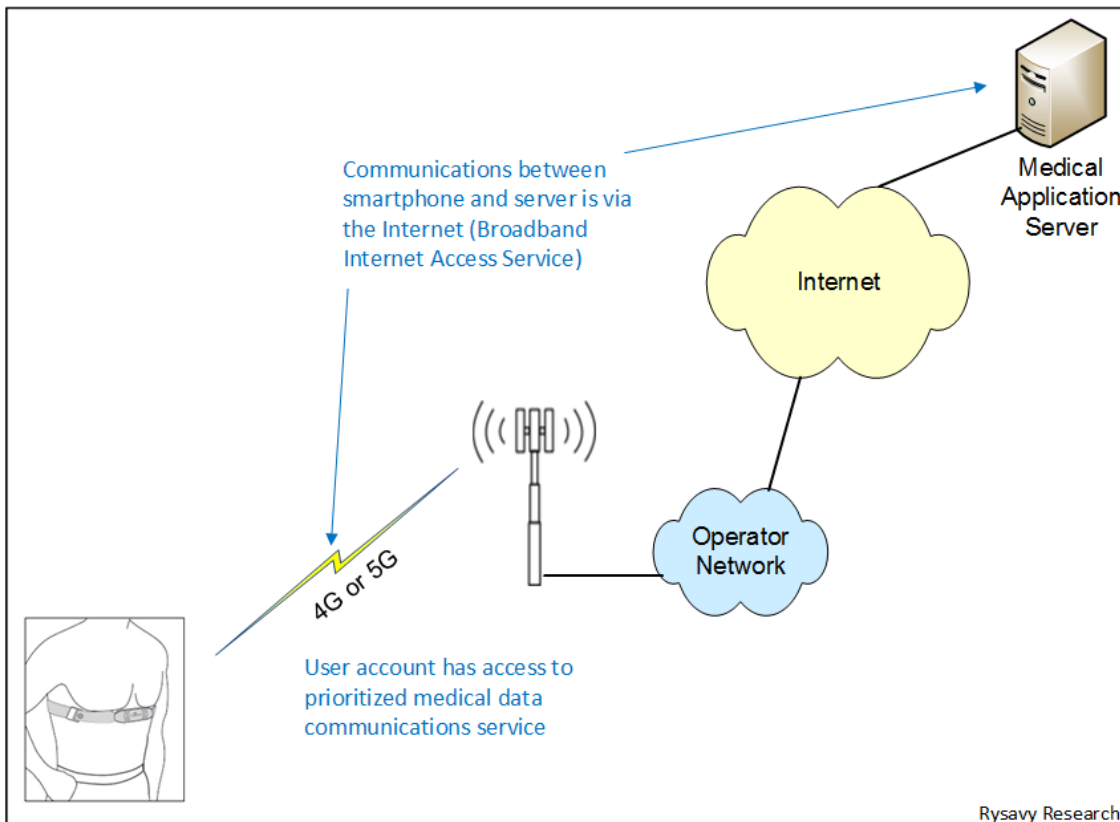 Communications between
smartphone and server is via
the Internet (Broadband
Internet Access Service)
Medical
Application
Server
Internet
Operator
Network
4G or 5G
User account has access to
prioritized medical data
communications service
Rysavy Research